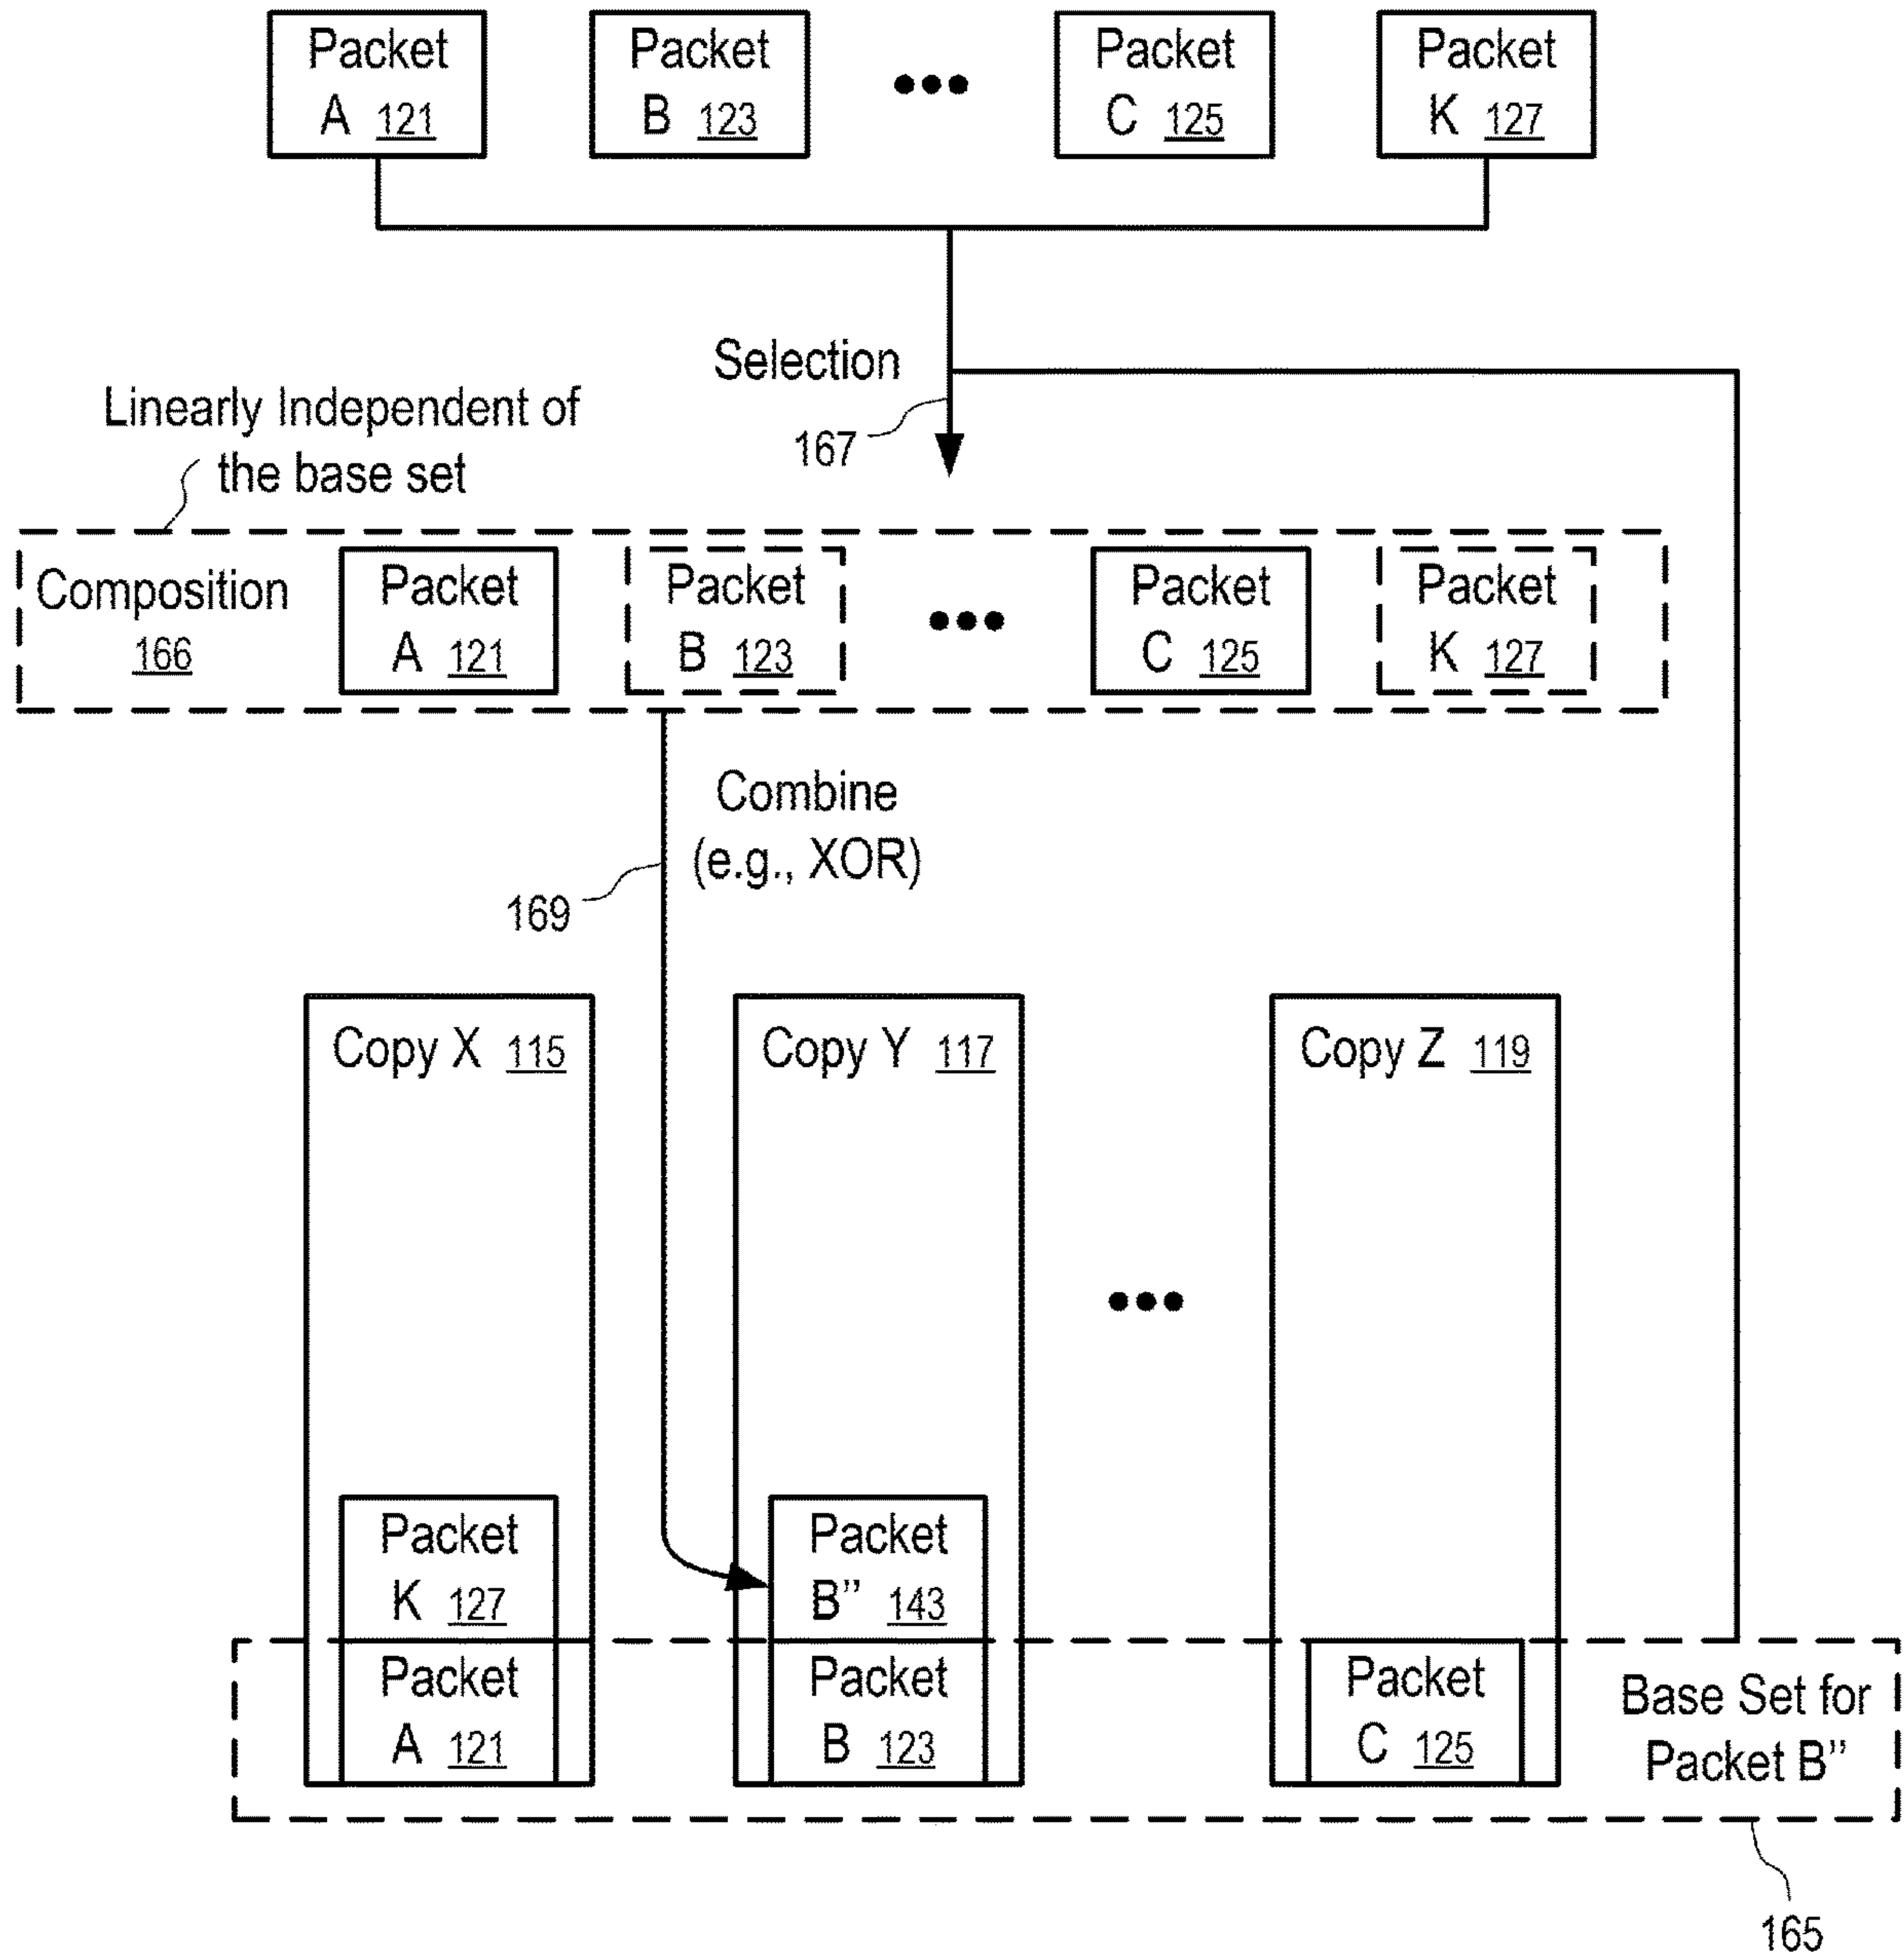 Packet
A 121
Packet
B 123
•••
Packet
C 125
Packet
K 127
Selection
167
Linearly Independent of
the base set
Composition
166
Packet
A 121
Packet
B 123
•••
Packet
C 125
Packet
K 127
Combine
(e.g., XOR)
169
Copy X 115
Copy Y 117
•••
Copy Z 119
Packet
K 127
Packet
B’’ 143
Packet
A 121
Packet
B 123
Packet
C 125
Base Set for
Packet B’’
165